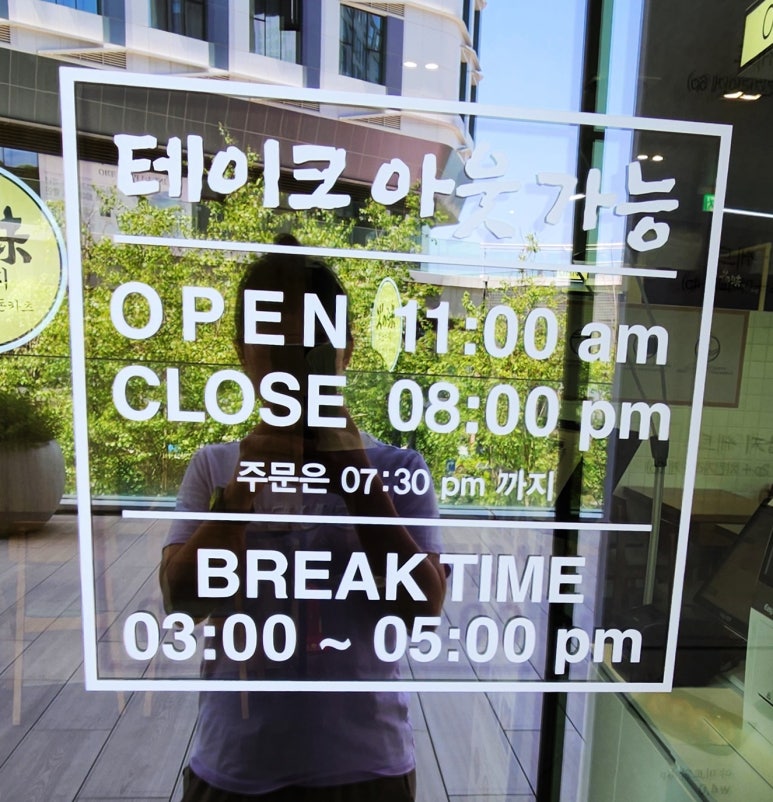 테이크 아웃 가능
OPEN 11:00 am
CLOSE 08:00 pm
주문은 07:30 pm 까지
BREAK TIME
03:00 ~ 05:00 pm